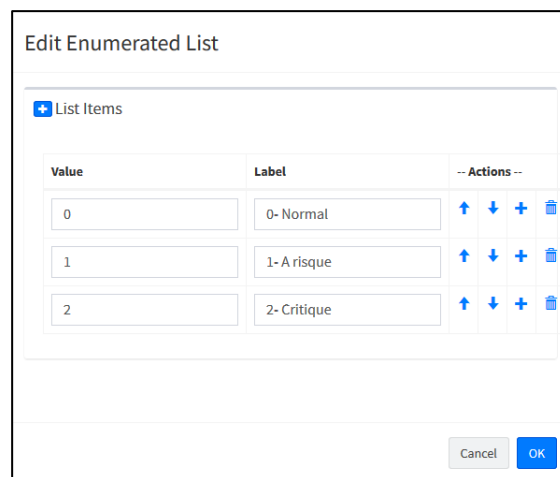 Edit Enumerated List
List Items
Value Label -- Actions --
0 0- Normal
1 1- A risque
2 2- Critique
Cancel OK